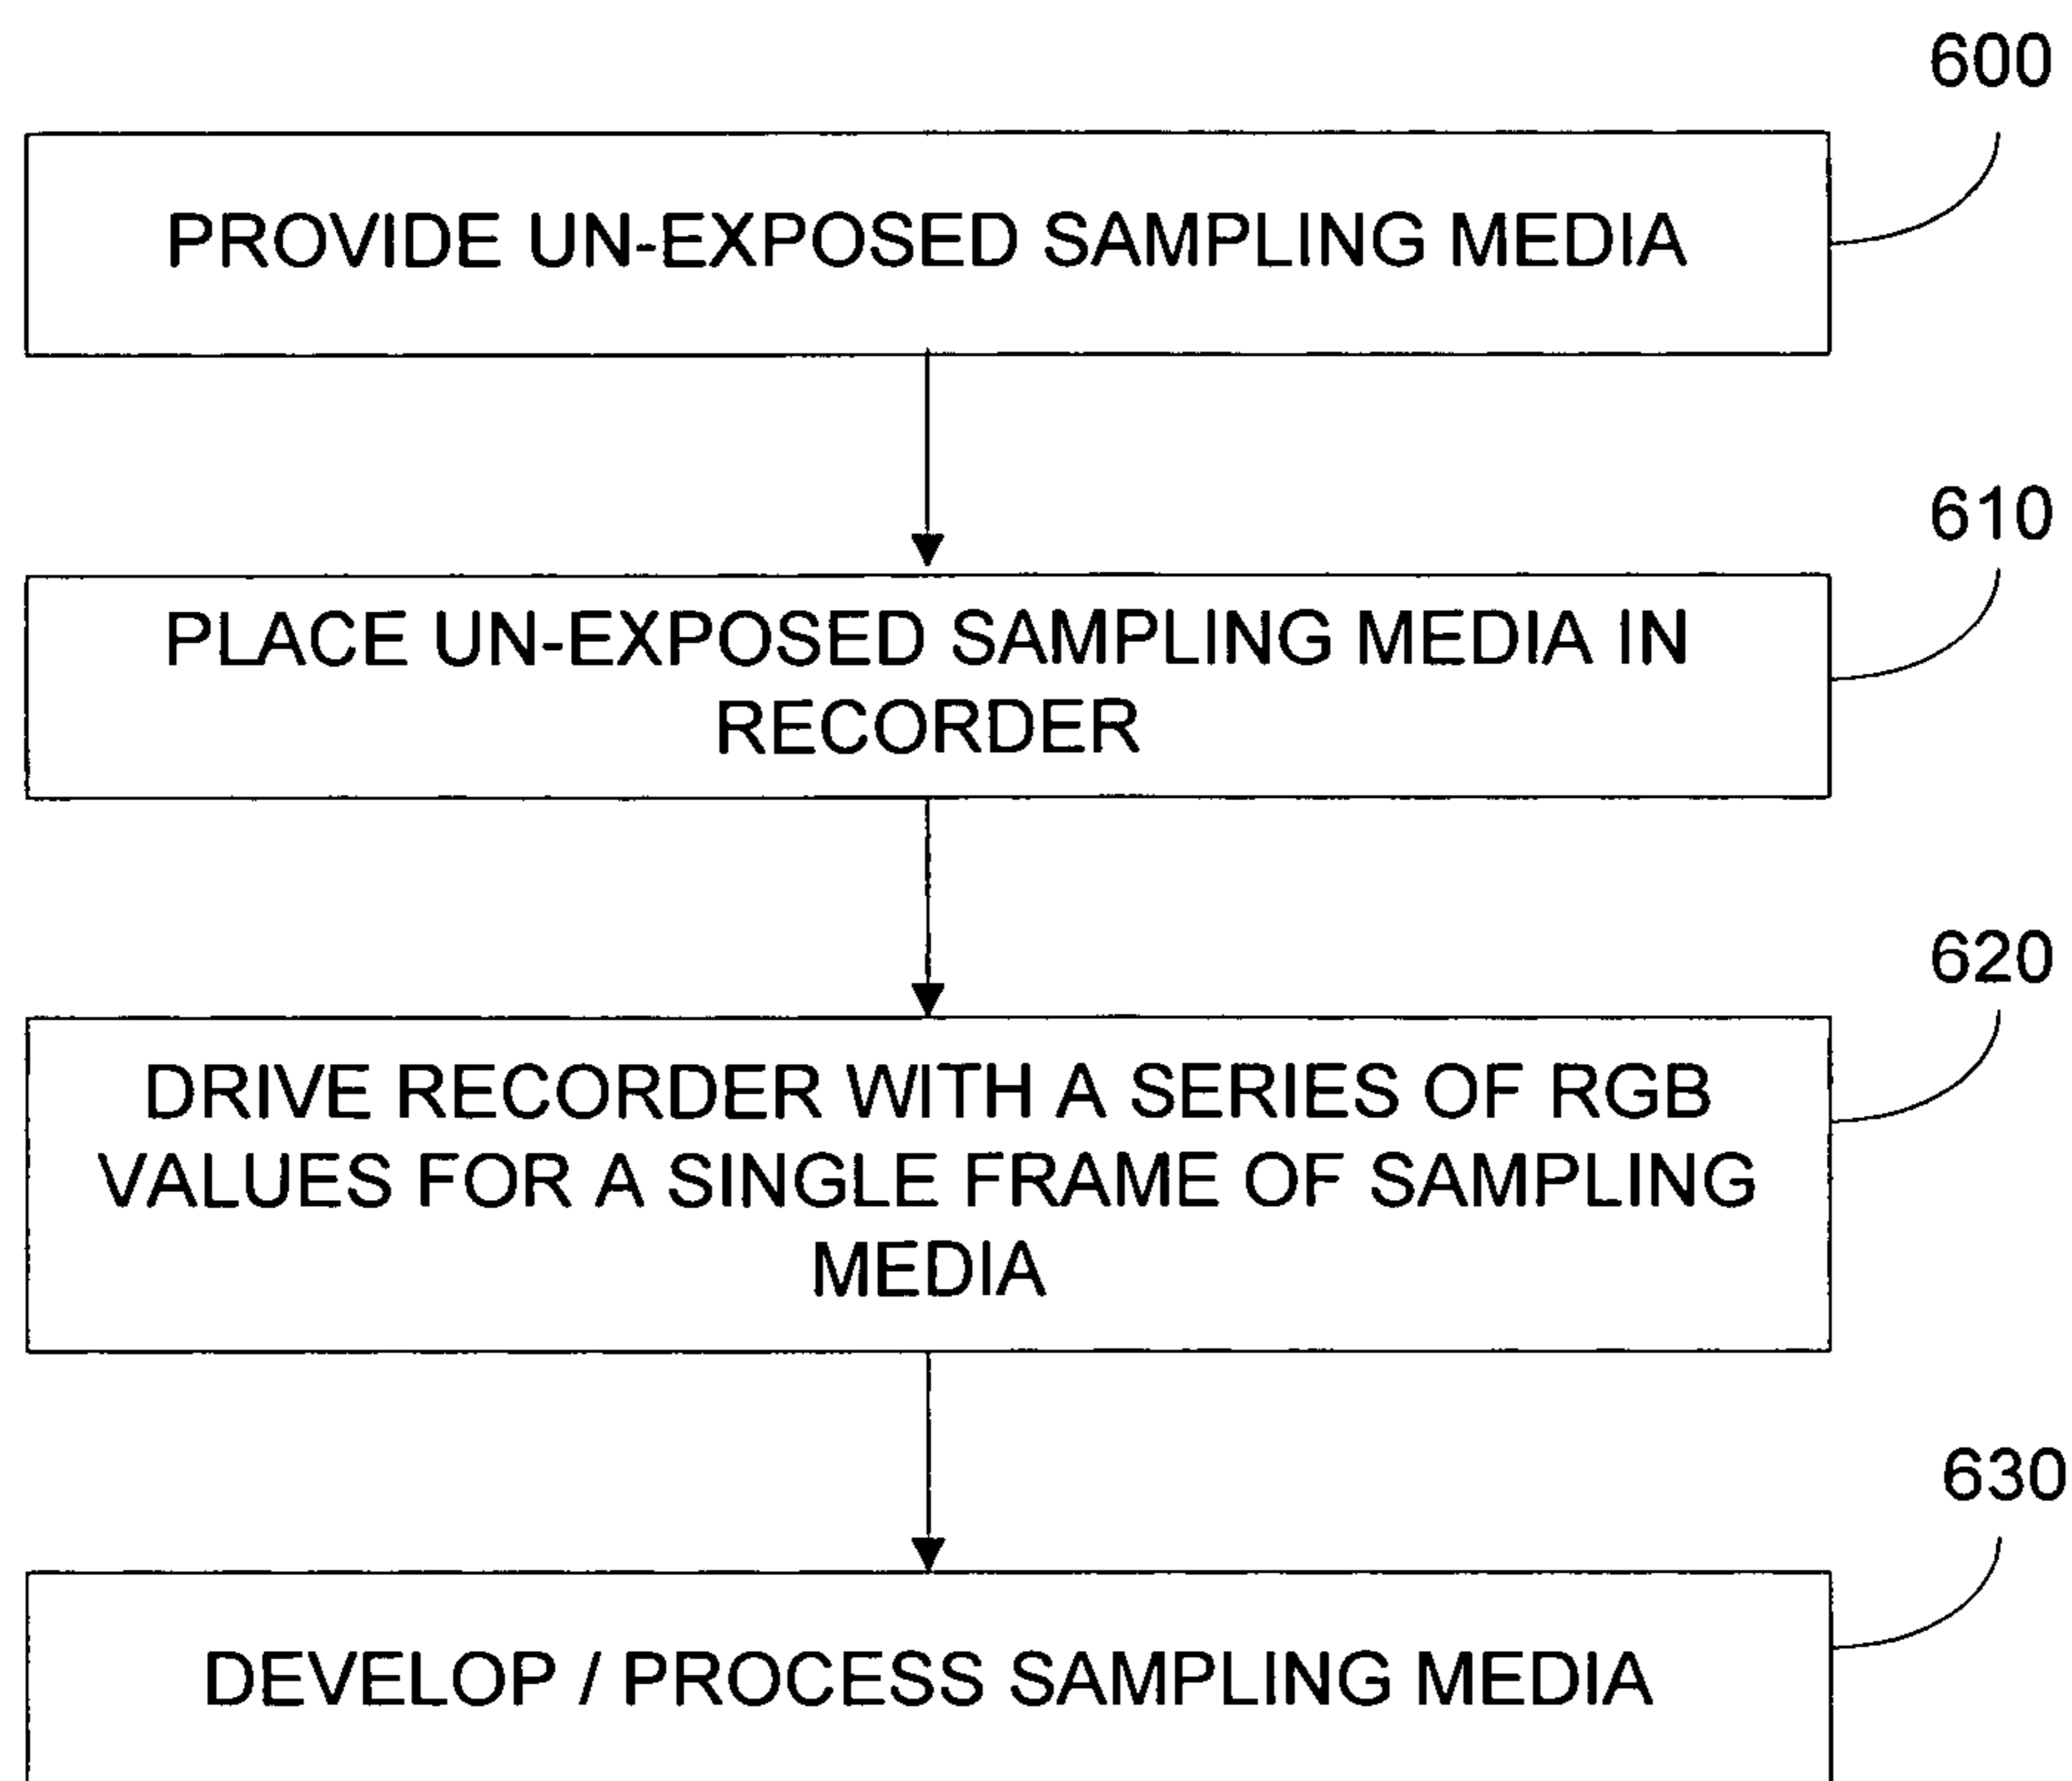 600
PROVIDE UN-EXPOSED SAMPLING MEDIA
610
PLACE UN-EXPOSED SAMPLING MEDIA IN
RECORDER
620
DRIVE RECORDER WITH A SERIES OF RGB
VALUES FOR A SINGLE FRAME OF SAMPLING
MEDIA
630
DEVELOP / PROCESS SAMPLING MEDIA